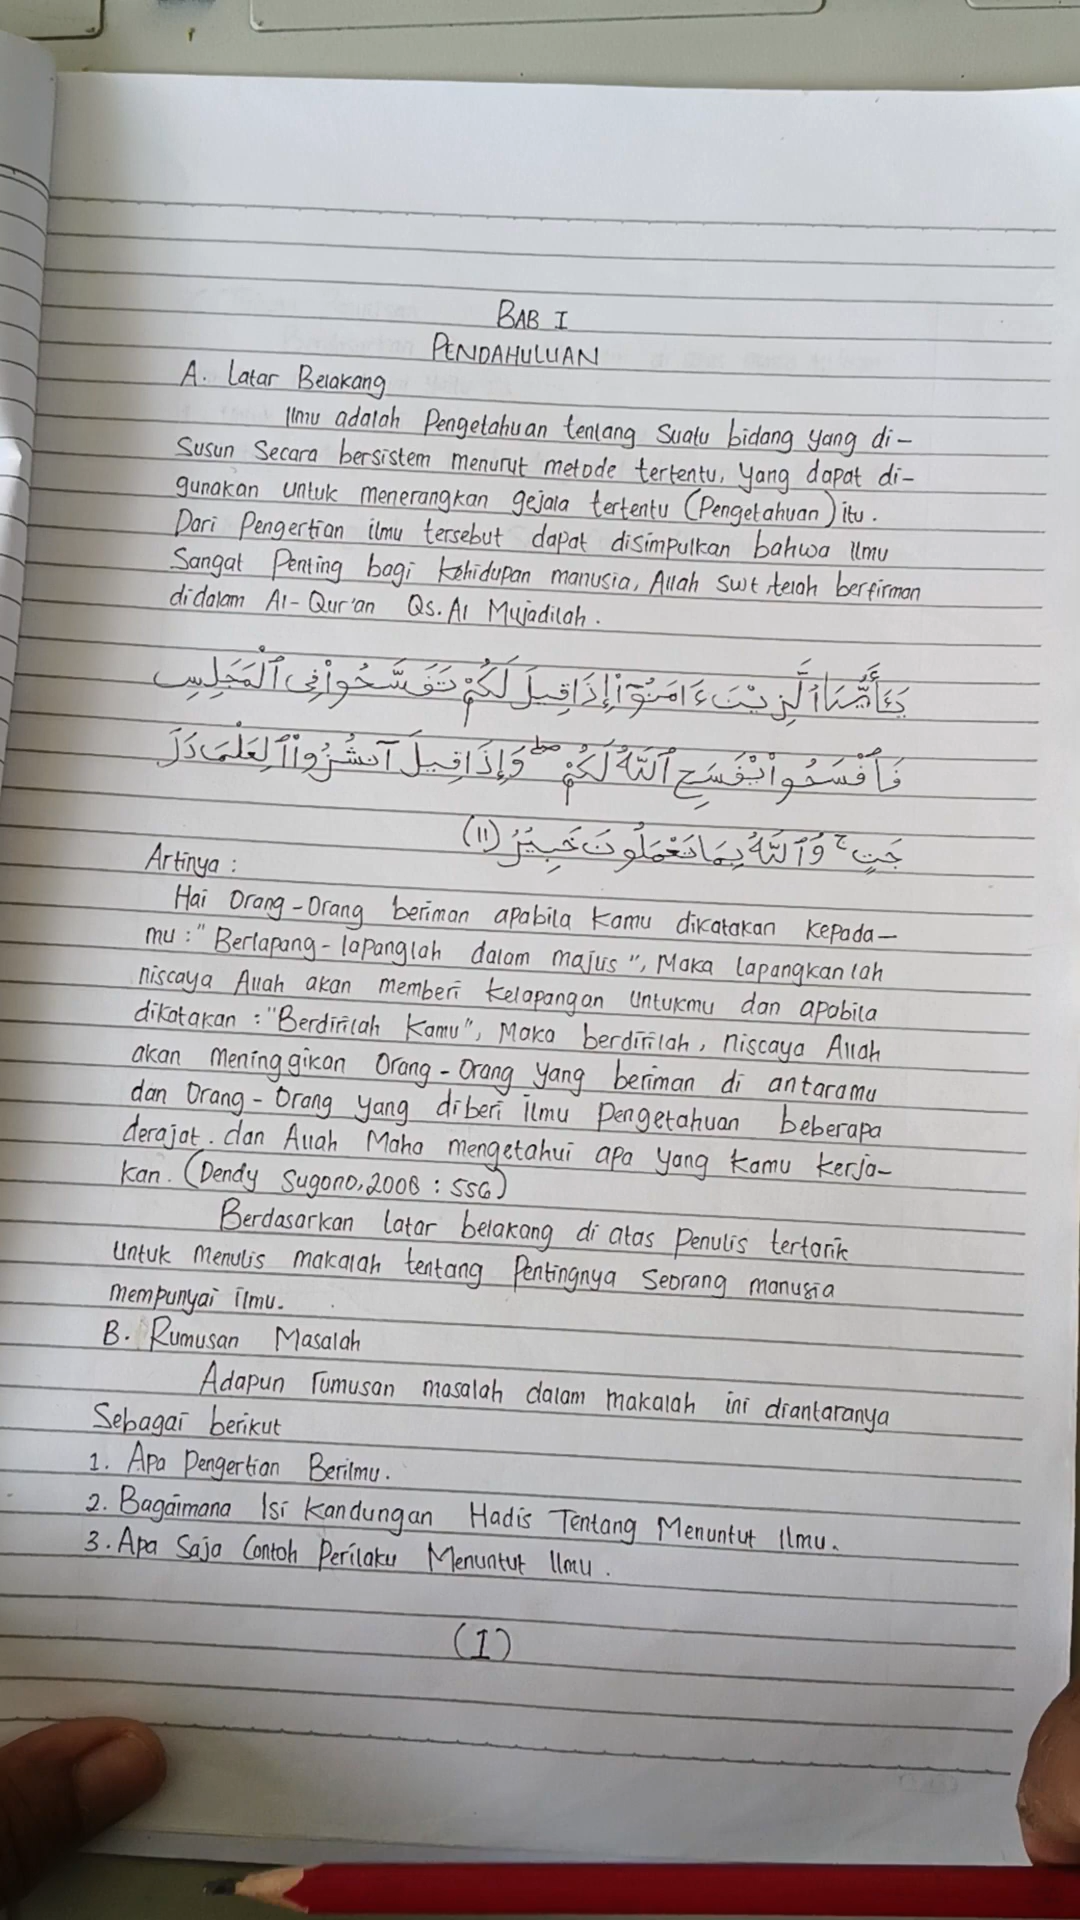 BAB I
PENDAHULUAN
A. Latar Belakang
Ilmu adalah Pengetahuan tentang Suatu bidang yang di-
Susun Secara bersistem menurut metode tertentu, yang dapat di-
gunakan untuk menerangkan gejala tertentu (Pengetahuan) itu.
Dari Pengertian ilmu tersebut dapat disimpulkan bahwa Ilmu
Sangat Penting bagi kehidupan manusia, Allah swt telah berfirman
didalam Al-Qur'an Qs. Al Mujadilah.
يَٰٓأَيُّهَا ٱلَّذِيْنَ ءَامَنُوٓا۟ إِذَا قِيلَ لَكُمْ تَفَسَّحُوا۟ فِى ٱلْمَجَٰلِسِ
فَٱفْسَحُوا۟ يَفْسَحِ ٱللَّهُ لَكُمْ ۖ وَإِذَا قِيلَ ٱنشُزُوا۟ ٱلْعِلْمَ دَرَ
جَٰتٍ ۚ وَٱللَّهُ بِمَا تَعْمَلُونَ خَبِيرٌ (١١)
Artinya :
Hai Orang-Orang beriman apabila kamu dikatakan kepada-
mu : "Berlapang-lapanglah dalam majlis", Maka lapangkanlah
niscaya Allah akan memberi kelapangan Untukmu dan apabila
dikatakan : "Berdirilah kamu", Maka berdirilah, niscaya Allah
akan meninggikan Orang-Orang yang beriman di antaramu
dan Orang-Orang yang diberi ilmu pengetahuan beberapa
derajat. dan Allah Maha mengetahui apa yang kamu kerja-
kan. (Dendy Sugono, 2008 : 556)
Berdasarkan latar belakang di atas Penulis tertarik
Untuk menulis makalah tentang Pentingnya Seorang manusia
mempunyai ilmu.
B. Rumusan Masalah
Adapun rumusan masalah dalam makalah ini diantaranya
Sebagai berikut
1. Apa Pengertian Berilmu.
2. Bagaimana Isi kandungan Hadis Tentang Menuntut Ilmu.
3. Apa Saja Contoh Perilaku Menuntut Ilmu.
(I)